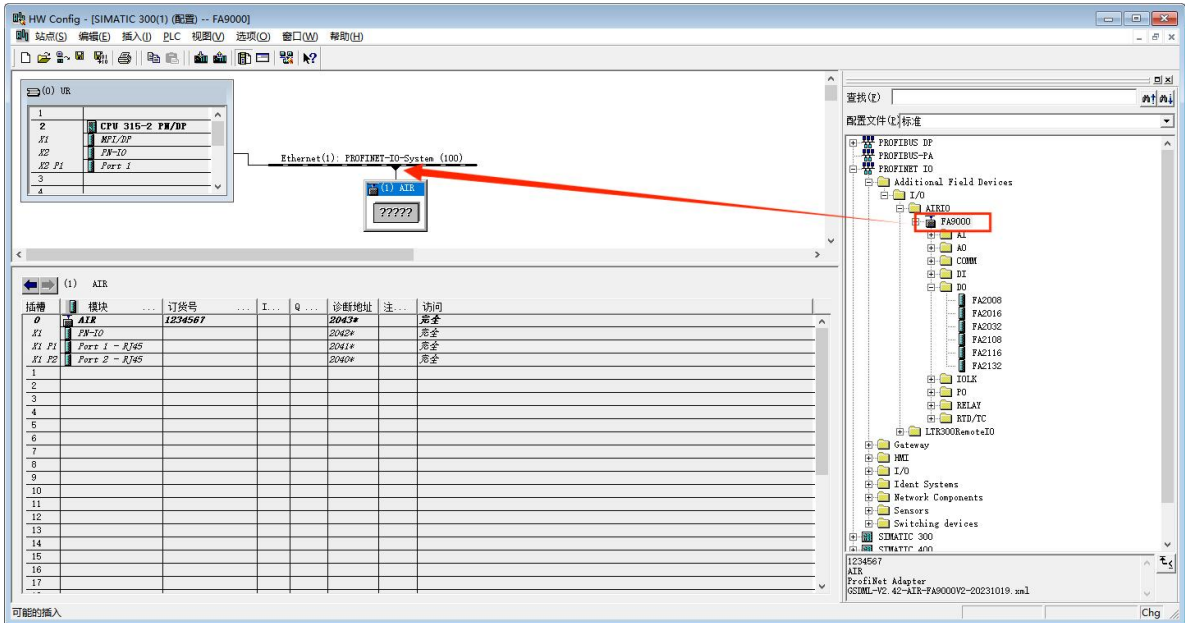 HW Config - [SIMATIC 300(1) (配置) -- FA9000]
站点(S) 编辑(E) 插入(I) PLC 视图(V) 选项(O) 窗口(W) 帮助(H)
(0) UR
1
2 CPU 315-2 PN/DP
X1 MPI/DP
X2 PN-IO
X2 P1 Port 1
3
4
Ethernet(1): PROFINET-IO-System (100)
(1) AIR
?????
(1) AIR
插槽 模块 ... 订货号 ... I... Q... 诊断地址 注... 访问
0 AIR 1234567 2043* 完全
X1 PN-IO 2042* 完全
X1 P1 Port 1 - RJ45 2041* 完全
X1 P2 Port 2 - RJ45 2040* 完全
1
2
3
4
5
6
7
8
9
10
11
12
13
14
15
16
17
查找(F)
配置文件(P) 标准
PROFIBUS DP
PROFIBUS-PA
PROFINET IO
Additional Field Devices
I/O
AIRIO
FA9000
AI
AO
COMM
DI
DO
FA2008
FA2016
FA2032
FA2108
FA2116
FA2132
IOLK
PO
RELAY
RTD/TC
LTR300RemoteIO
Gateway
HMI
I/O
Ident Systems
Network Components
Sensors
Switching devices
SIMATIC 300
SIMATIC 400
1234567
AIR
ProfiNet Adapter
GSDML-V2.42-AIR-FA9000V2-20231019.xml
可能的插入
Chg